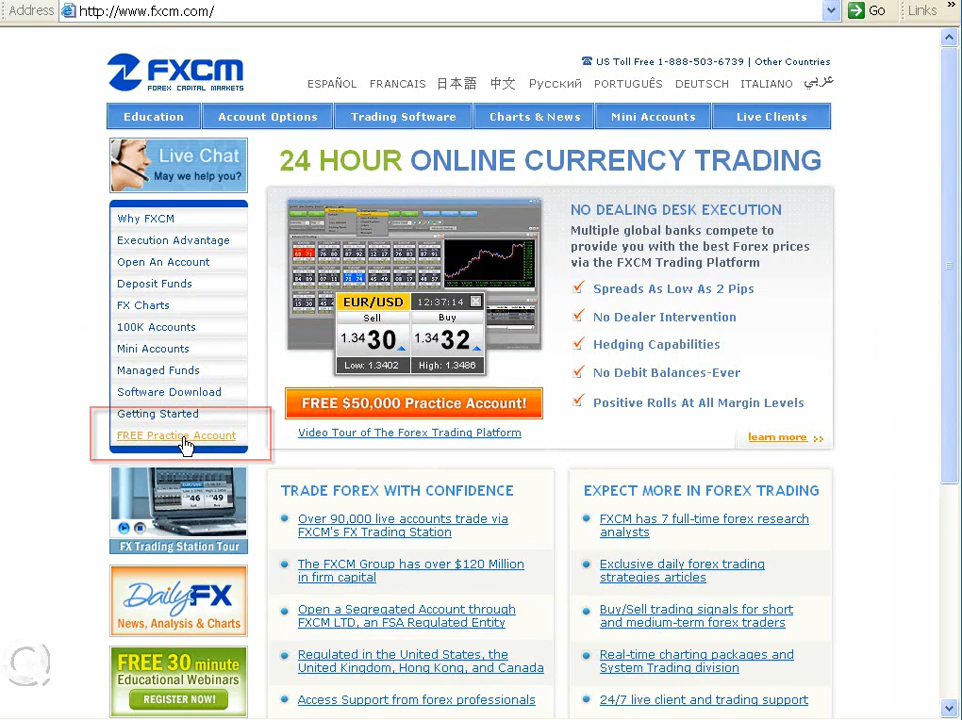 Address http://www.fxcm.com/ Go Links »
FXCM
FOREX CAPITAL MARKETS
US Toll Free 1-888-503-6739 | Other Countries
ESPAÑOL FRANCAIS 日本語 中文 Русский PORTUGUÊS DEUTSCH ITALIANO عربي
Education Account Options Trading Software Charts & News Mini Accounts Live Clients
Live Chat
May we help you?
Why FXCM
Execution Advantage
Open An Account
Deposit Funds
FX Charts
100K Accounts
Mini Accounts
Managed Funds
Software Download
Getting Started
FREE Practice Account
FX Trading Station Tour
DailyFX
News, Analysis & Charts
FREE 30 minute
Educational Webinars
REGISTER NOW!
24 HOUR ONLINE CURRENCY TRADING
EUR/USD 12:37:14
Sell Buy
1.34 30 1.34 32
Low: 1.3402 High: 1.3486
FREE $50,000 Practice Account!
Video Tour of The Forex Trading Platform
NO DEALING DESK EXECUTION
Multiple global banks compete to
provide you with the best Forex prices
via the FXCM Trading Platform
Spreads As Low As 2 Pips
No Dealer Intervention
Hedging Capabilities
No Debit Balances-Ever
Positive Rolls At All Margin Levels
learn more >>
TRADE FOREX WITH CONFIDENCE
Over 90,000 live accounts trade via
FXCM's FX Trading Station
The FXCM Group has over $120 Million
in firm capital
Open a Segregated Account through
FXCM LTD, an FSA Regulated Entity
Regulated in the United States, the
United Kingdom, Hong Kong, and Canada
Access Support from forex professionals
EXPECT MORE IN FOREX TRADING
FXCM has 7 full-time forex research
analysts
Exclusive daily forex trading
strategies articles
Buy/Sell trading signals for short
and medium-term forex traders
Real-time charting packages and
System Trading division
24/7 live client and trading support